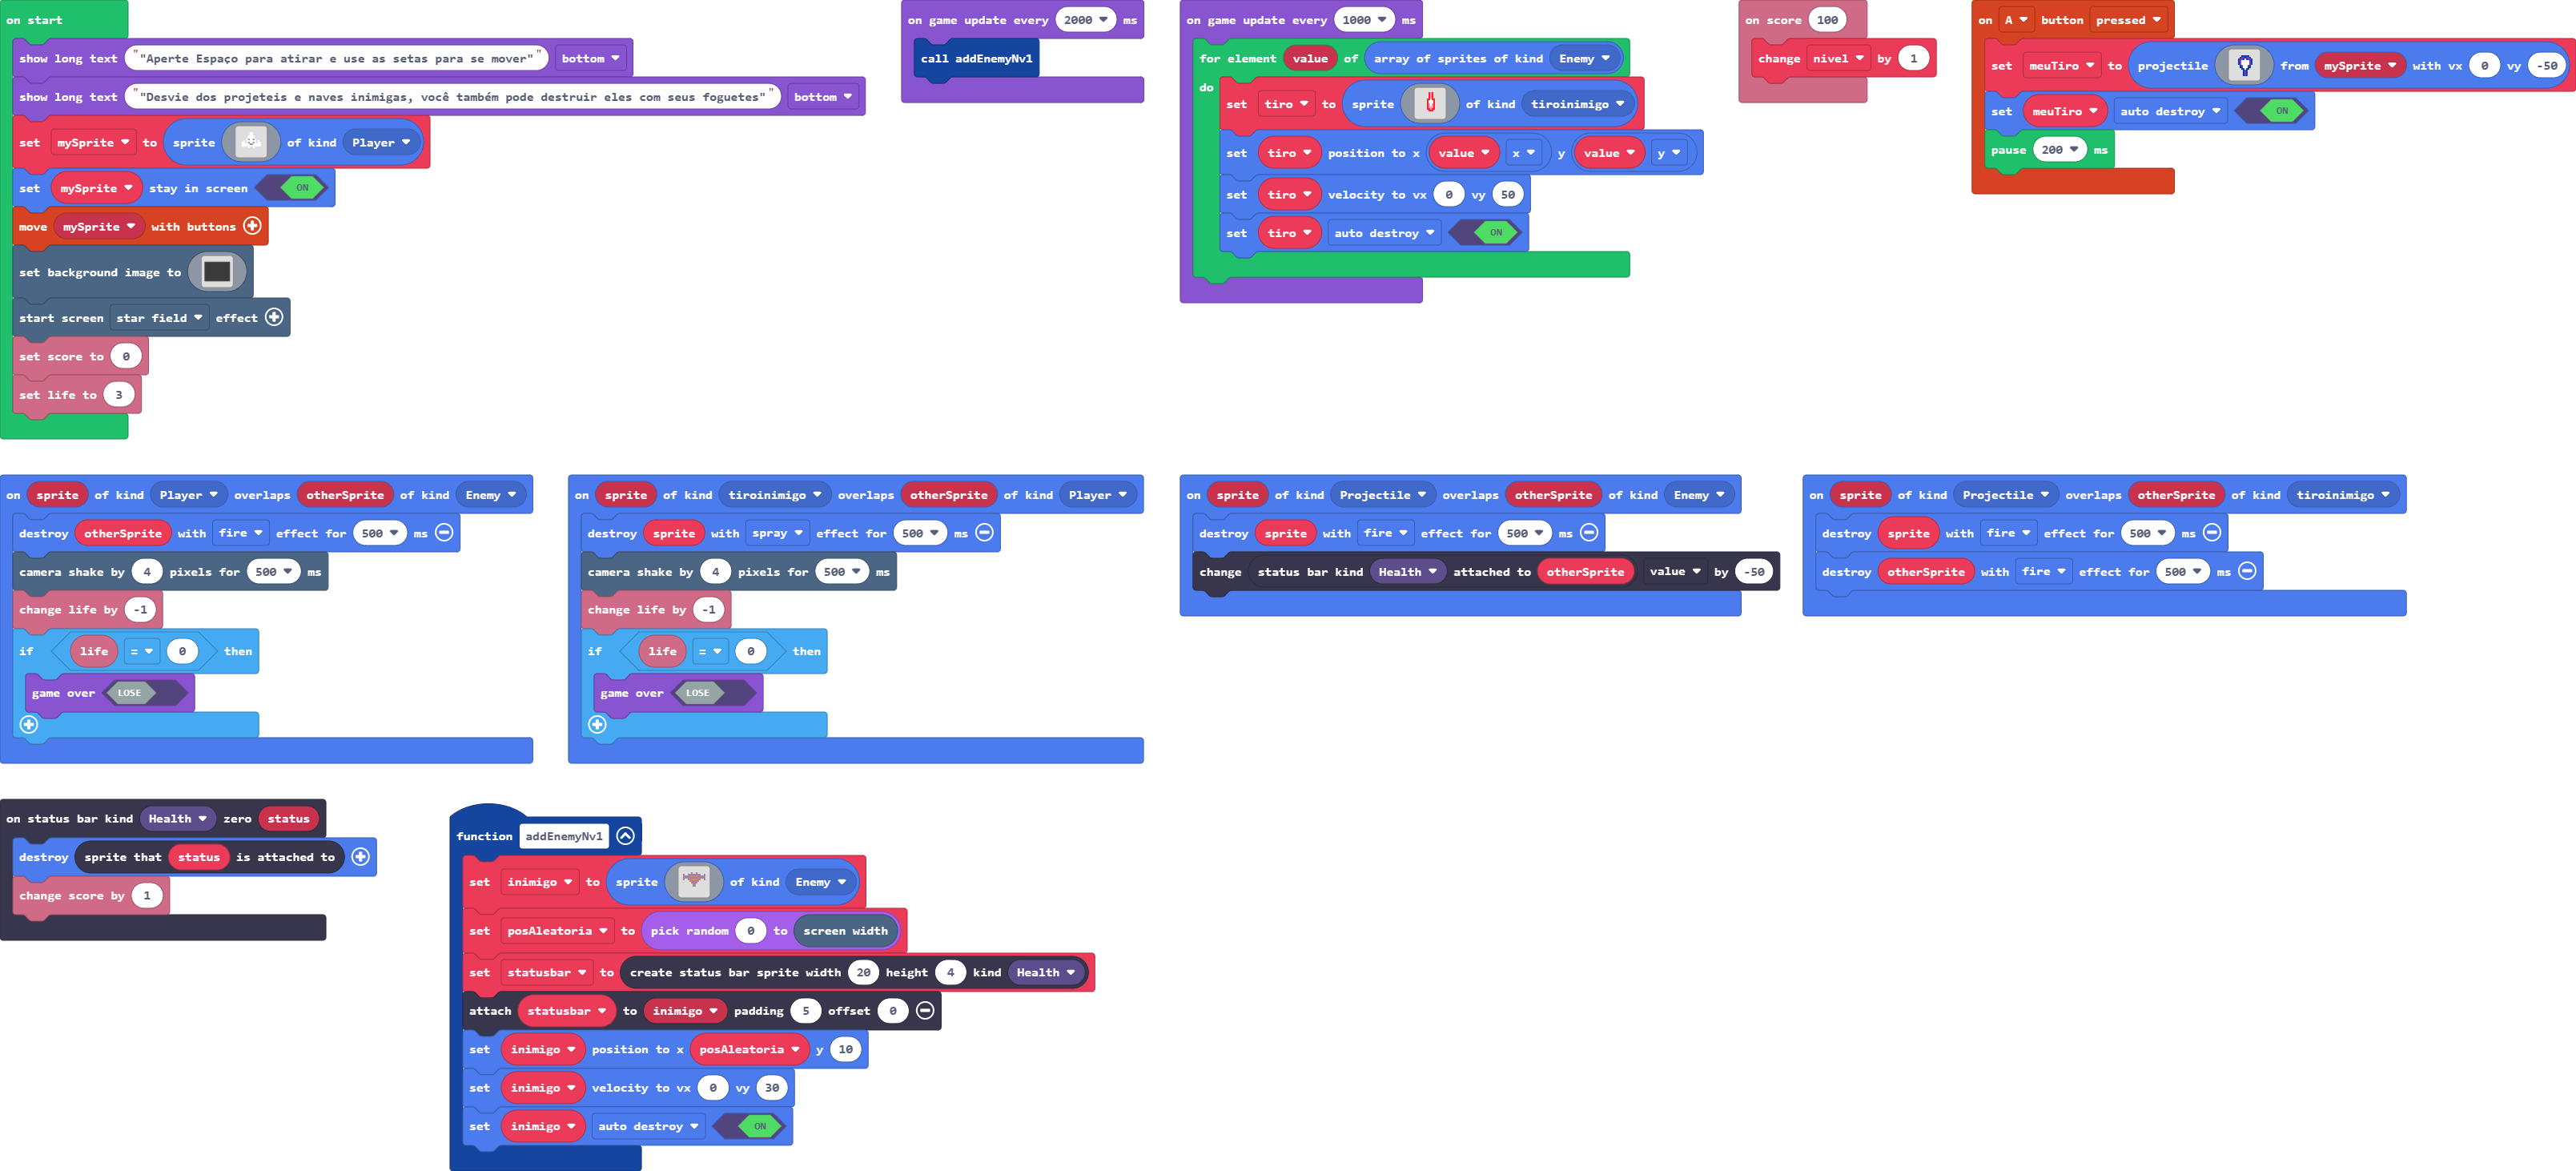 on start
show long text ""Aperte Espaço para atirar e use as setas para se mover"" bottom
show long text ""Desvie dos projeteis e naves inimigas, você também pode destruir eles com seus foguetes"" bottom
set mySprite to sprite of kind Player
set mySprite stay in screen ON
move mySprite with buttons
set background image to
start screen star field effect
set score to 0
set life to 3
on game update every 2000 ms
call addEnemyNv1
on game update every 1000 ms
for element value of array of sprites of kind Enemy
do
set tiro to sprite of kind tiroinimigo
set tiro position to x value x y value y
set tiro velocity to vx 0 vy 50
set tiro auto destroy ON
on score 100
change nivel by 1
on A button pressed
set meuTiro to projectile from mySprite with vx 0 vy -50
set meuTiro auto destroy ON
pause 200 ms
on sprite of kind Player overlaps otherSprite of kind Enemy
destroy otherSprite with fire effect for 500 ms
camera shake by 4 pixels for 500 ms
change life by -1
if life = 0 then
game over LOSE
on sprite of kind tiroinimigo overlaps otherSprite of kind Player
destroy sprite with spray effect for 500 ms
camera shake by 4 pixels for 500 ms
change life by -1
if life = 0 then
game over LOSE
on sprite of kind Projectile overlaps otherSprite of kind Enemy
destroy sprite with fire effect for 500 ms
change status bar kind Health attached to otherSprite value by -50
on sprite of kind Projectile overlaps otherSprite of kind tiroinimigo
destroy sprite with fire effect for 500 ms
destroy otherSprite with fire effect for 500 ms
on status bar kind Health zero status
destroy sprite that status is attached to
change score by 1
function addEnemyNv1
set inimigo to sprite of kind Enemy
set posAleatoria to pick random 0 to screen width
set statusbar to create status bar sprite width 20 height 4 kind Health
attach statusbar to inimigo padding 5 offset 0
set inimigo position to x posAleatoria y 10
set inimigo velocity to vx 0 vy 30
set inimigo auto destroy ON